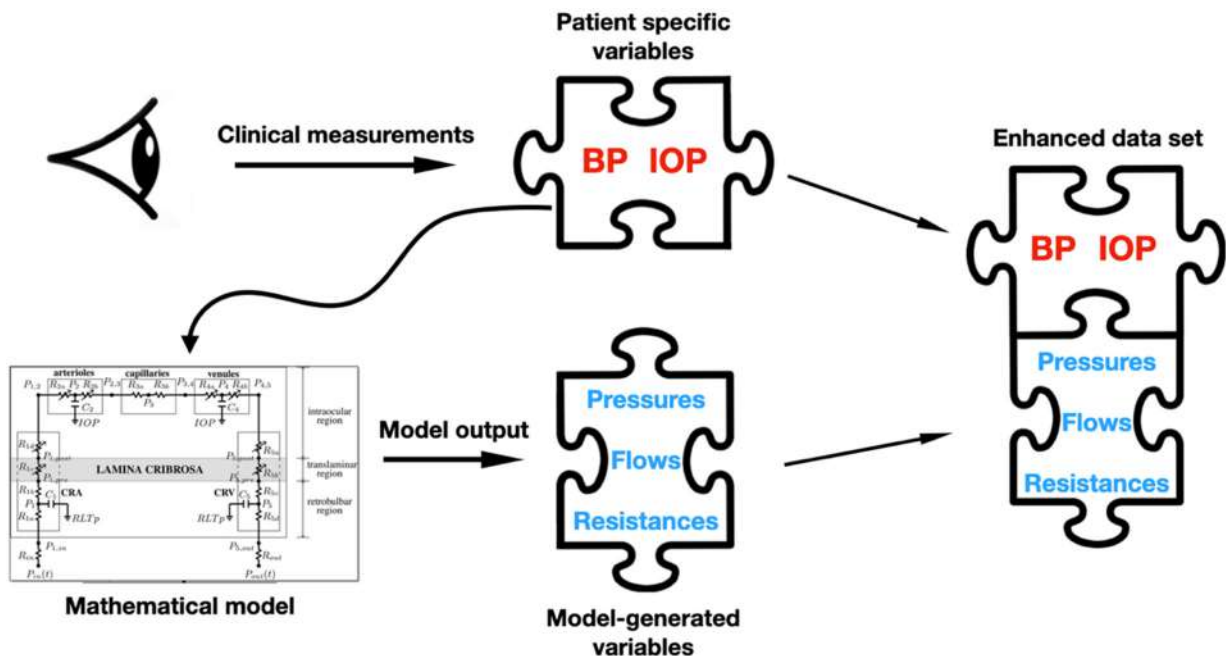 Patient specific
variables
Clinical measurements
BP IOP
Enhanced data set
BP IOP
Pressures
Flows
Resistances
arterioles capillaries venules
IOP IOP
intraocular
region
LAMINA CRIBROSA
translaminar
region
CRA CRV
retrobulbar
region
RLTp RLTp
Model output
Pressures
Flows
Resistances
Mathematical model
Model-generated
variables